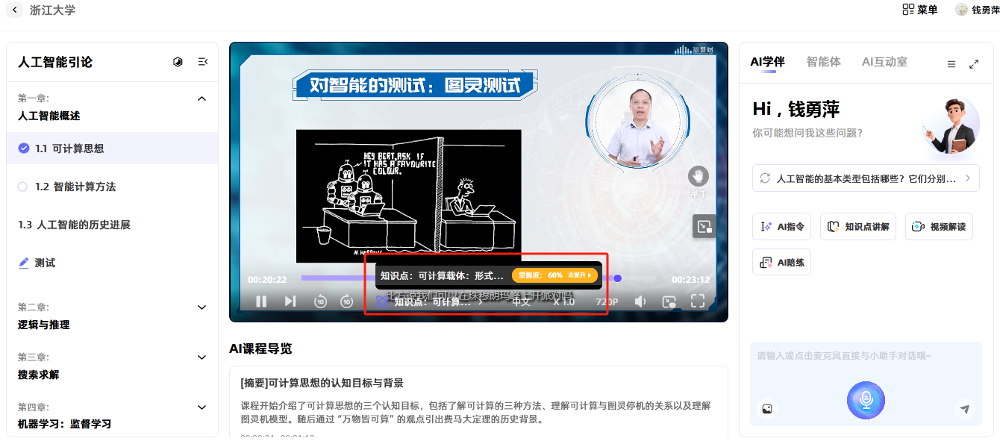 浙江大学
菜单
钱勇萍
人工智能引论
第一章:
人工智能概述
1.1 可计算思想
1.2 智能计算方法
1.3 人工智能的历史进展
测试
第二章:
逻辑与推理
第三章:
搜索求解
第四章:
机器学习：监督学习
智慧树
对智能的测试：图灵测试
HEY BERT, ASK IF
IT HAS A FAVOURITE
COLOUR.
举手
知识点：可计算载体：形式...
掌握度：60% 去提升
00:20:22
00:23:12
比方说我们可以在珠穆朗玛峰上开派对吗
10
10
知识点：可计算...
中文
X 1.0
720P
AI课程导览
[摘要]可计算思想的认知目标与背景
课程开始介绍了可计算思想的三个认知目标，包括了解可计算的三种方法、理解可计算与图灵停机的关系以及理解
图灵机模型。随后通过“万物皆可算”的观点引出费马大定理的历史背景。
AI学伴
智能体
AI互动室
Hi，钱勇萍
你可能想问我这些问题?
人工智能的基本类型包括哪些？它们分别...
AI指令
知识点讲解
视频解读
AI陪练
请输入或点击麦克风直接与小助手对话哦~